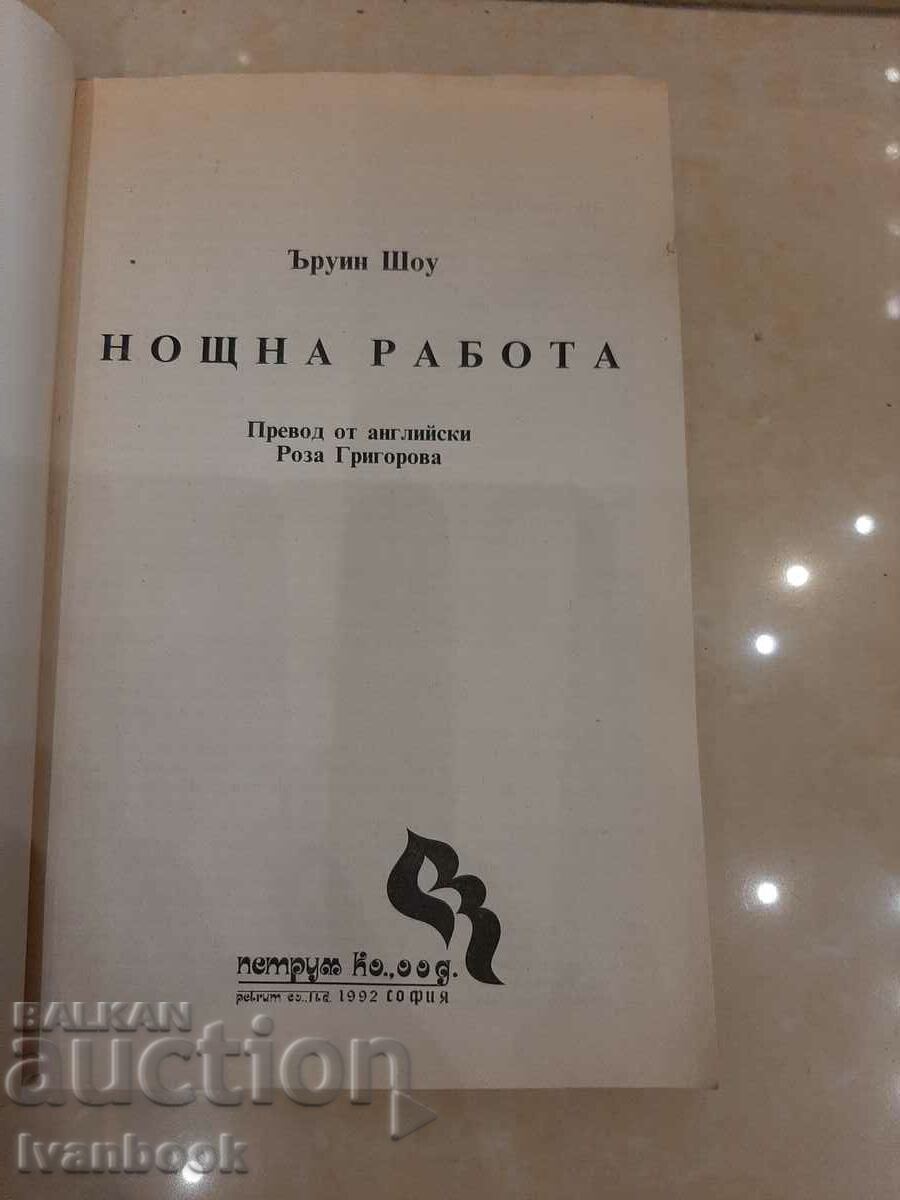 Ъруин Шоу
НОЩНА РАБОТА
Превод от английски
Роза Григорова
петрум ко., оод.
petrum co., ltd. 1992 СОФИЯ
BALKAN
auction
Ivanbook